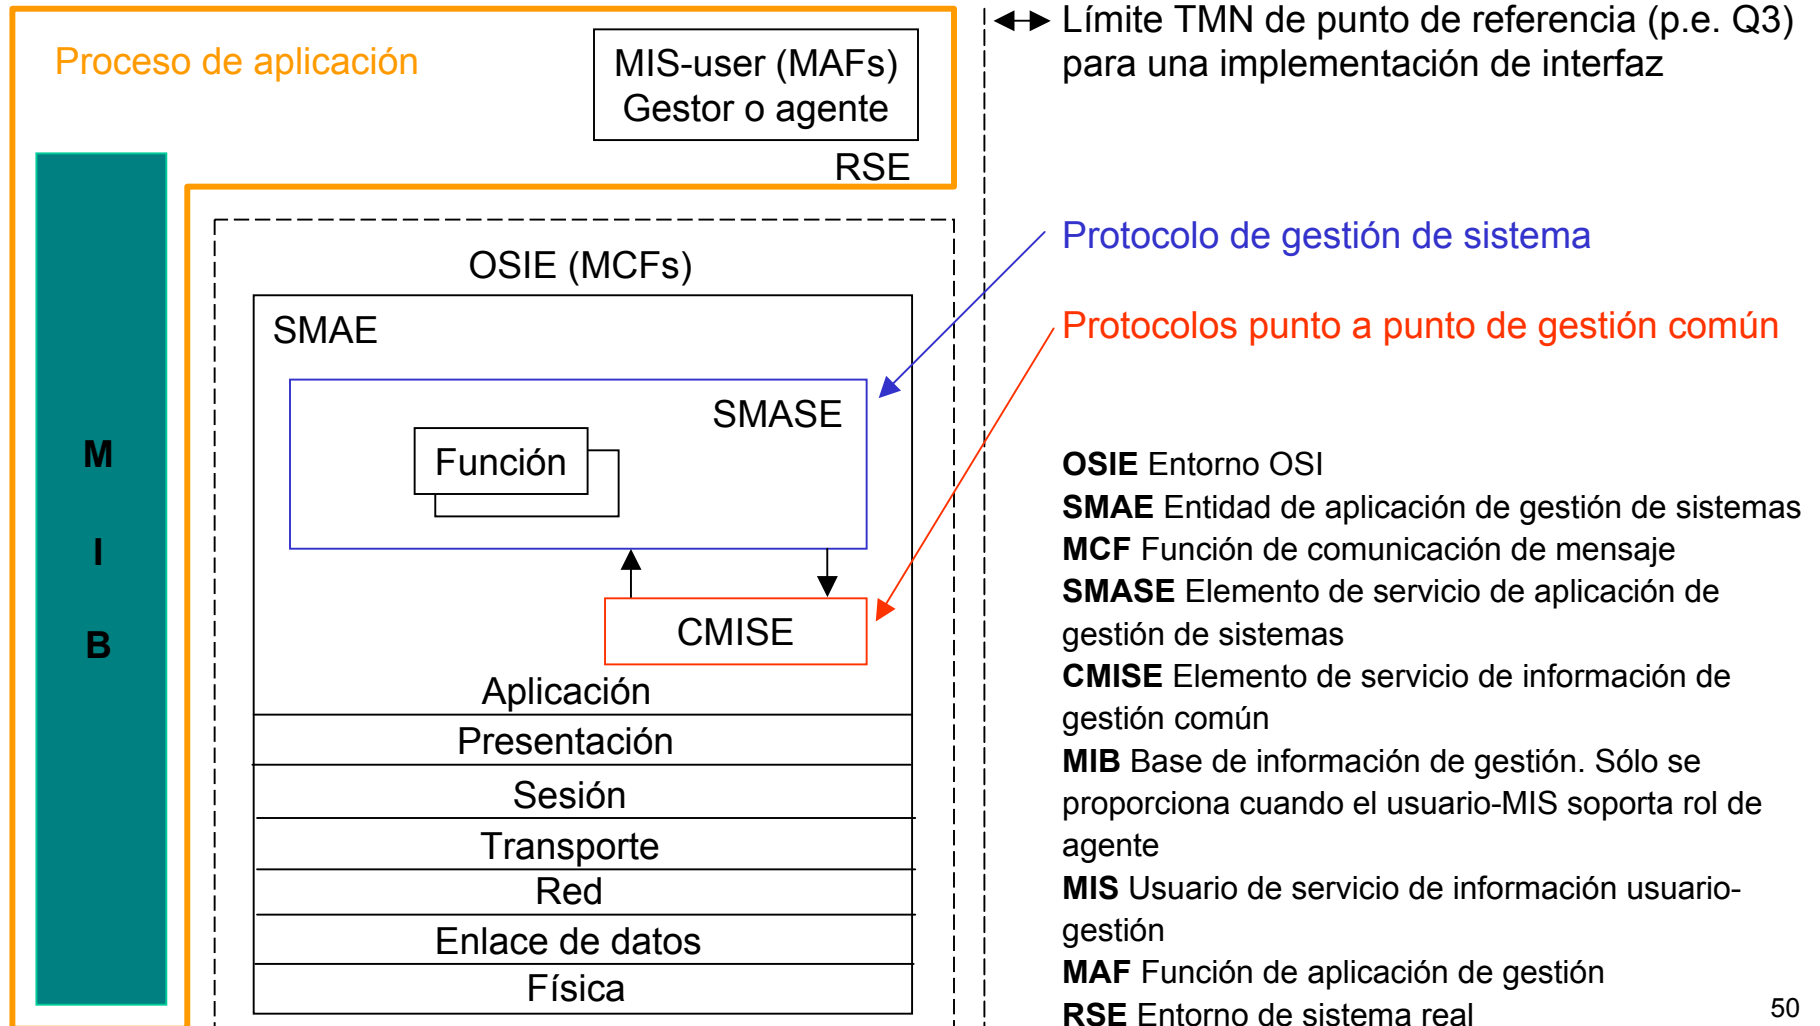 Proceso de aplicación
MIS-user (MAFs)
Gestor o agente
RSE
Límite TMN de punto de referencia (p.e. Q3)
para una implementación de interfaz
M
I
B
OSIE (MCFs)
SMAE
SMASE
Función
CMISE
Aplicación
Presentación
Sesión
Transporte
Red
Enlace de datos
Física
Protocolo de gestión de sistema
Protocolos punto a punto de gestión común
OSIE Entorno OSI
SMAE Entidad de aplicación de gestión de sistemas
MCF Función de comunicación de mensaje
SMASE Elemento de servicio de aplicación de
gestión de sistemas
CMISE Elemento de servicio de información de
gestión común
MIB Base de información de gestión. Sólo se
proporciona cuando el usuario-MIS soporta rol de
agente
MIS Usuario de servicio de información usuario-
gestión
MAF Función de aplicación de gestión
RSE Entorno de sistema real
50